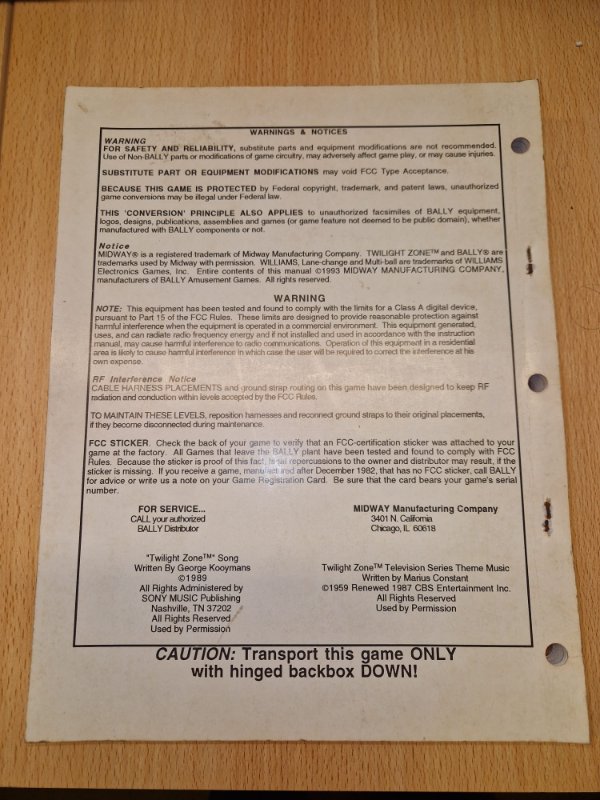 WARNINGS & NOTICES
WARNING
FOR SAFETY AND RELIABILITY, substitute parts and equipment modifications are not recommended.
Use of Non-BALLY parts or modifications of game circuitry, may adversely affect game play, or may cause injuries.
SUBSTITUTE PART OR EQUIPMENT MODIFICATIONS may void FCC Type Acceptance.
BECAUSE THIS GAME IS PROTECTED by Federal copyright, trademark, and patent laws, unauthorized
game conversions may be illegal under Federal law.
THIS 'CONVERSION' PRINCIPLE ALSO APPLIES to unauthorized facsimiles of BALLY equipment,
logos, designs, publications, assemblies and games (or game feature not deemed to be public domain), whether
manufactured with BALLY components or not.
Notice
MIDWAY® is a registered trademark of Midway Manufacturing Company. TWILIGHT ZONE™ and BALLY® are
trademarks used by Midway with permission. WILLIAMS, Lane-change and Multi-ball are trademarks of WILLIAMS
Electronics Games, Inc. Entire contents of this manual ©1993 MIDWAY MANUFACTURING COMPANY,
manufacturers of BALLY Amusement Games. All rights reserved.
WARNING
NOTE: This equipment has been tested and found to comply with the limits for a Class A digital device,
pursuant to Part 15 of the FCC Rules. These limits are designed to provide reasonable protection against
harmful interference when the equipment is operated in a commercial environment. This equipment generated,
uses, and can radiate radio frequency energy and if not installed and used in accordance with the instruction
manual, may cause harmful interference to radio communications. Operation of this equipment in a residential
area is likely to cause harmful interference in which case the user will be required to correct the interference at his
own expense.
RF Interference Notice
CABLE HARNESS PLACEMENTS and ground strap routing on this game have been designed to keep RF
radiation and conduction within levels accepted by the FCC Rules.
TO MAINTAIN THESE LEVELS, reposition harnesses and reconnect ground straps to their original placements,
if they become disconnected during maintenance.
FCC STICKER. Check the back of your game to verify that an FCC-certification sticker was attached to your
game at the factory. All Games that leave the BALLY plant have been tested and found to comply with FCC
Rules. Because the sticker is proof of this fact, legal repercussions to the owner and distributor may result, if the
sticker is missing. If you receive a game, manufactured after December 1982, that has no FCC sticker, call BALLY
for advice or write us a note on your Game Registration Card. Be sure that the card bears your game's serial
number.
FOR SERVICE...
CALL your authorized
BALLY Distributor
MIDWAY Manufacturing Company
3401 N. California
Chicago, IL 60618
"Twilight Zone™" Song
Written By George Kooymans
©1989
All Rights Administered by
SONY MUSIC Publishing
Nashville, TN 37202
All Rights Reserved
Used by Permission
Twilight Zone™ Television Series Theme Music
Written by Marius Constant
©1959 Renewed 1987 CBS Entertainment Inc.
All Rights Reserved
Used by Permission
CAUTION: Transport this game ONLY
with hinged backbox DOWN!